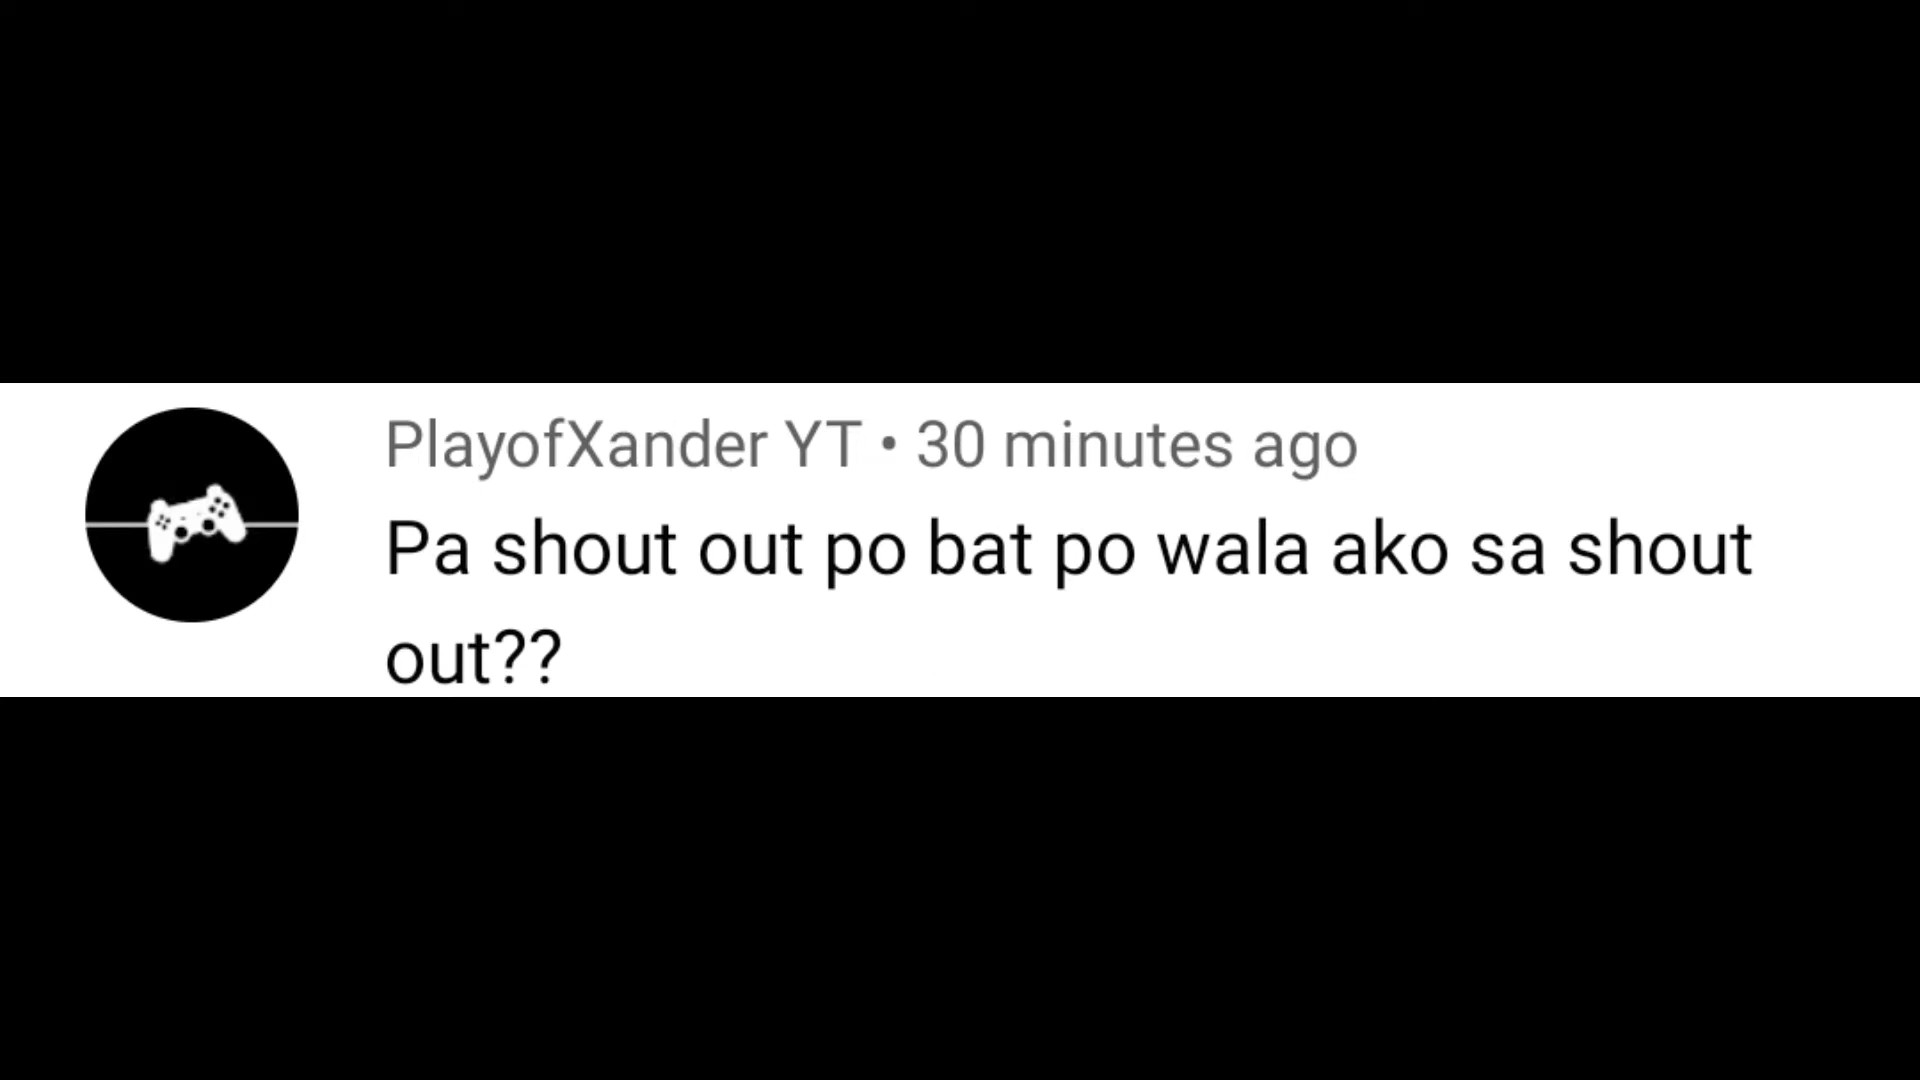 PlayofXander YT • 30 minutes ago
Pa shout out po bat po wala ako sa shout
out??